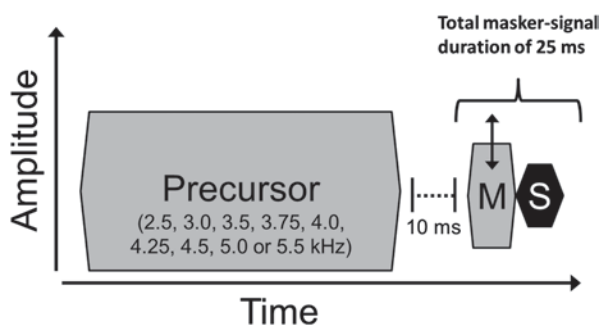 Total masker-signal
duration of 25 ms
Amplitude
Precursor
(2.5, 3.0, 3.5, 3.75, 4.0,
4.25, 4.5, 5.0 or 5.5 kHz)
10 ms
M
S
Time